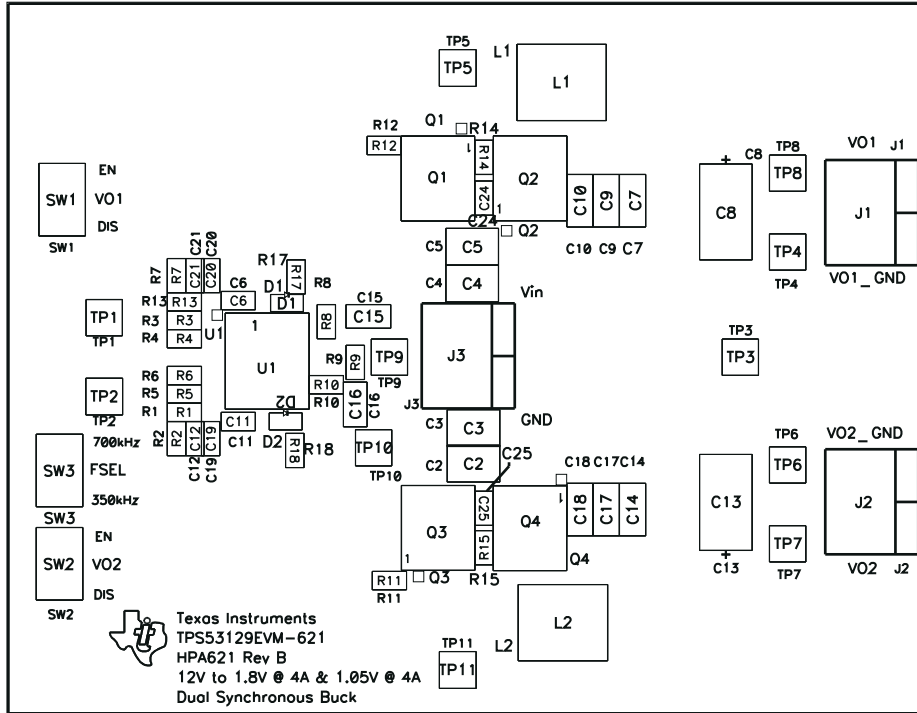 TP5
TP5
L1
L1
R12
Q1
R14
R12
1
R14
Q1
Q2
C24
1
C24
Q2
C10
C9
C7
C10 C9 C7
C8
C8
TP8
TP8
VO1 J1
J1
TP4
TP4
VO1_GND
EN
SW1
VO1
DIS
SW1
C21
C20
R7
R7
C21
C20
R17
R17
R8
R8
C6
C6
D1
D1
C5
C5
C4
C4
Vin
R13
R13
R3
R3
R4
R4
U1
1
U1
C15
C15
TP1
TP1
R9
R9
TP9
TP9
J3
J3
TP3
TP3
R6
R6
R5
R5
R1
R1
R10
R10
C16
C16
TP2
TP2
D2
D2
R2
R2
C12
C12
C19
C19
C11
C11
R18
R18
TP10
TP10
C3
C3
GND
C2
C2
C25
700kHz
SW3
FSEL
350kHz
SW3
C18 C17 C14
Q3
1
C25
R15
Q4
1
C18
C17
C14
Q4
R11
R11
Q3
R15
C13
C13
TP6
TP6
VO2_GND
J2
TP7
TP7
VO2 J2
EN
SW2
VO2
DIS
SW2
L2
L2
TP11
TP11
Texas Instruments
TPS53129EVM-621
HPA621 Rev B
12V to 1.8V @ 4A & 1.05V @ 4A
Dual Synchronous Buck